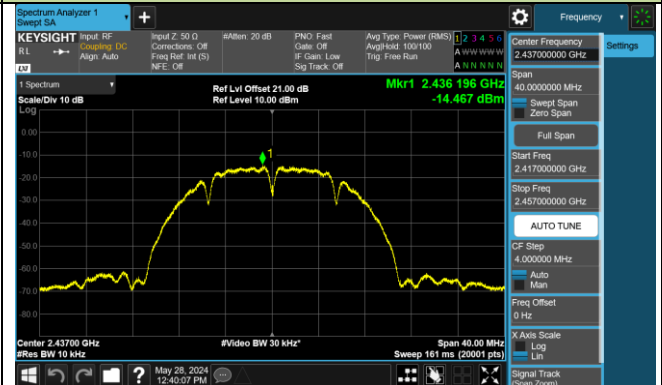 Spectrum Analyzer 1
Swept SA
+
Frequency
KEYSIGHT
RL
LXI
Input: RF
Coupling: DC
Align: Auto
Input Z: 50 Ω
Corrections: Off
Freq Ref: Int (S)
NFE: Off
#Atten: 20 dB
PNO: Fast
Gate: Off
IF Gain: Low
Sig Track: Off
Avg Type: Power (RMS)
Avg|Hold: 100/100
Trig: Free Run
1 2 3 4 5 6
A W W W W W
A N N N N N
1 Spectrum
Scale/Div 10 dB
Ref Lvl Offset 21.00 dB
Ref Level 10.00 dBm
Mkr1 2.436 196 GHz
-14.467 dBm
Log
0.00
-10.0
-20.0
-30.0
-40.0
-50.0
-60.0
-70.0
-80.0
1
Center 2.43700 GHz
#Res BW 10 kHz
#Video BW 30 kHz*
Span 40.00 MHz
Sweep 161 ms (20001 pts)
May 28, 2024
12:40:07 PM
?
Center Frequency
2.437000000 GHz
Span
40.0000000 MHz
Swept Span
Zero Span
Full Span
Start Freq
2.417000000 GHz
Stop Freq
2.457000000 GHz
AUTO TUNE
CF Step
4.000000 MHz
Auto
Man
Freq Offset
0 Hz
X Axis Scale
Log
Lin
Signal Track
(Span Zoom)
Settings